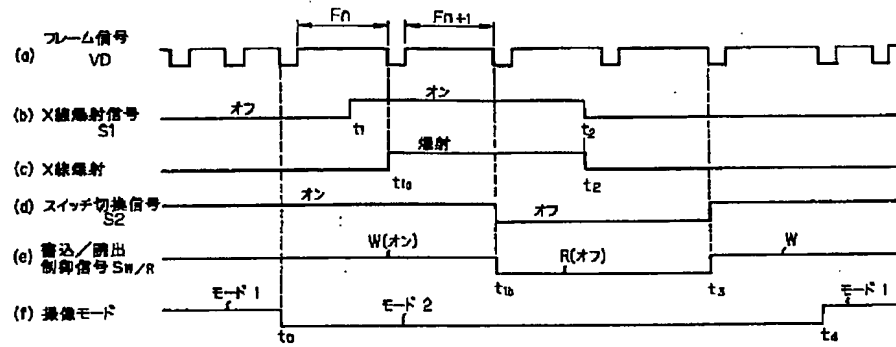 Fn Fn+1
(a) フレーム信号 VD
(b) X線爆射信号 S1 オフ オン t1 t2
(c) X線爆射 爆射 t1a t2
(d) スイッチ切換信号 S2 オン オフ
(e) 書込/読出 制御信号 SW/R W(オン) R(オフ) W t1b t3
(f) 撮像モード モード1 モード2 モード1 t0 t4